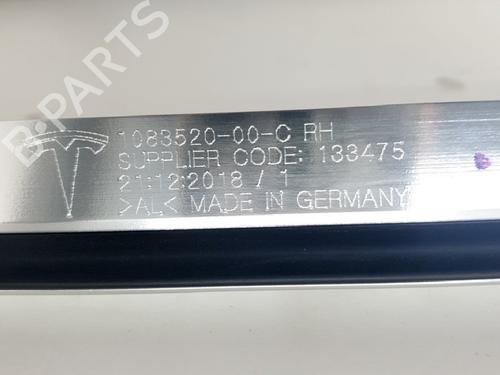 B-PARTS
1083520-00-C RH
SUPPLIER CODE: 133475
21:12:2018 / 1
>AL< MADE IN GERMANY